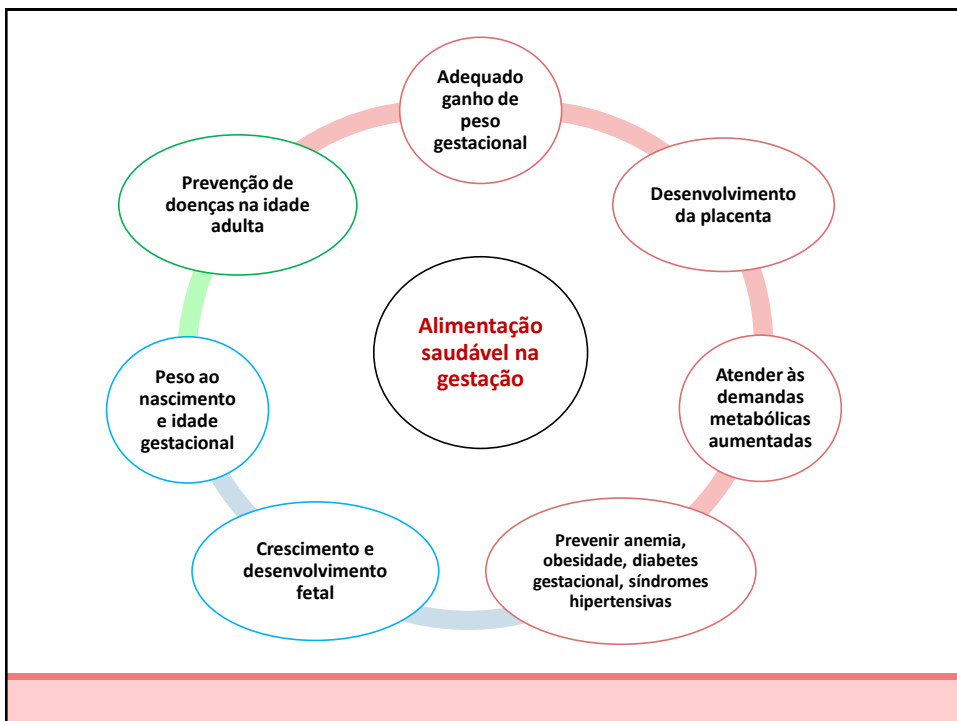 Adequado
ganho de
peso
gestacional
Desenvolvimento
da placenta
Atender às
demandas
metabólicas
aumentadas
Prevenir anemia,
obesidade, diabetes
gestacional, síndromes
hipertensivas
Crescimento e
desenvolvimento
fetal
Peso ao
nascimento
e idade
gestacional
Prevenção de
doenças na idade
adulta
Alimentação
saudável na
gestação